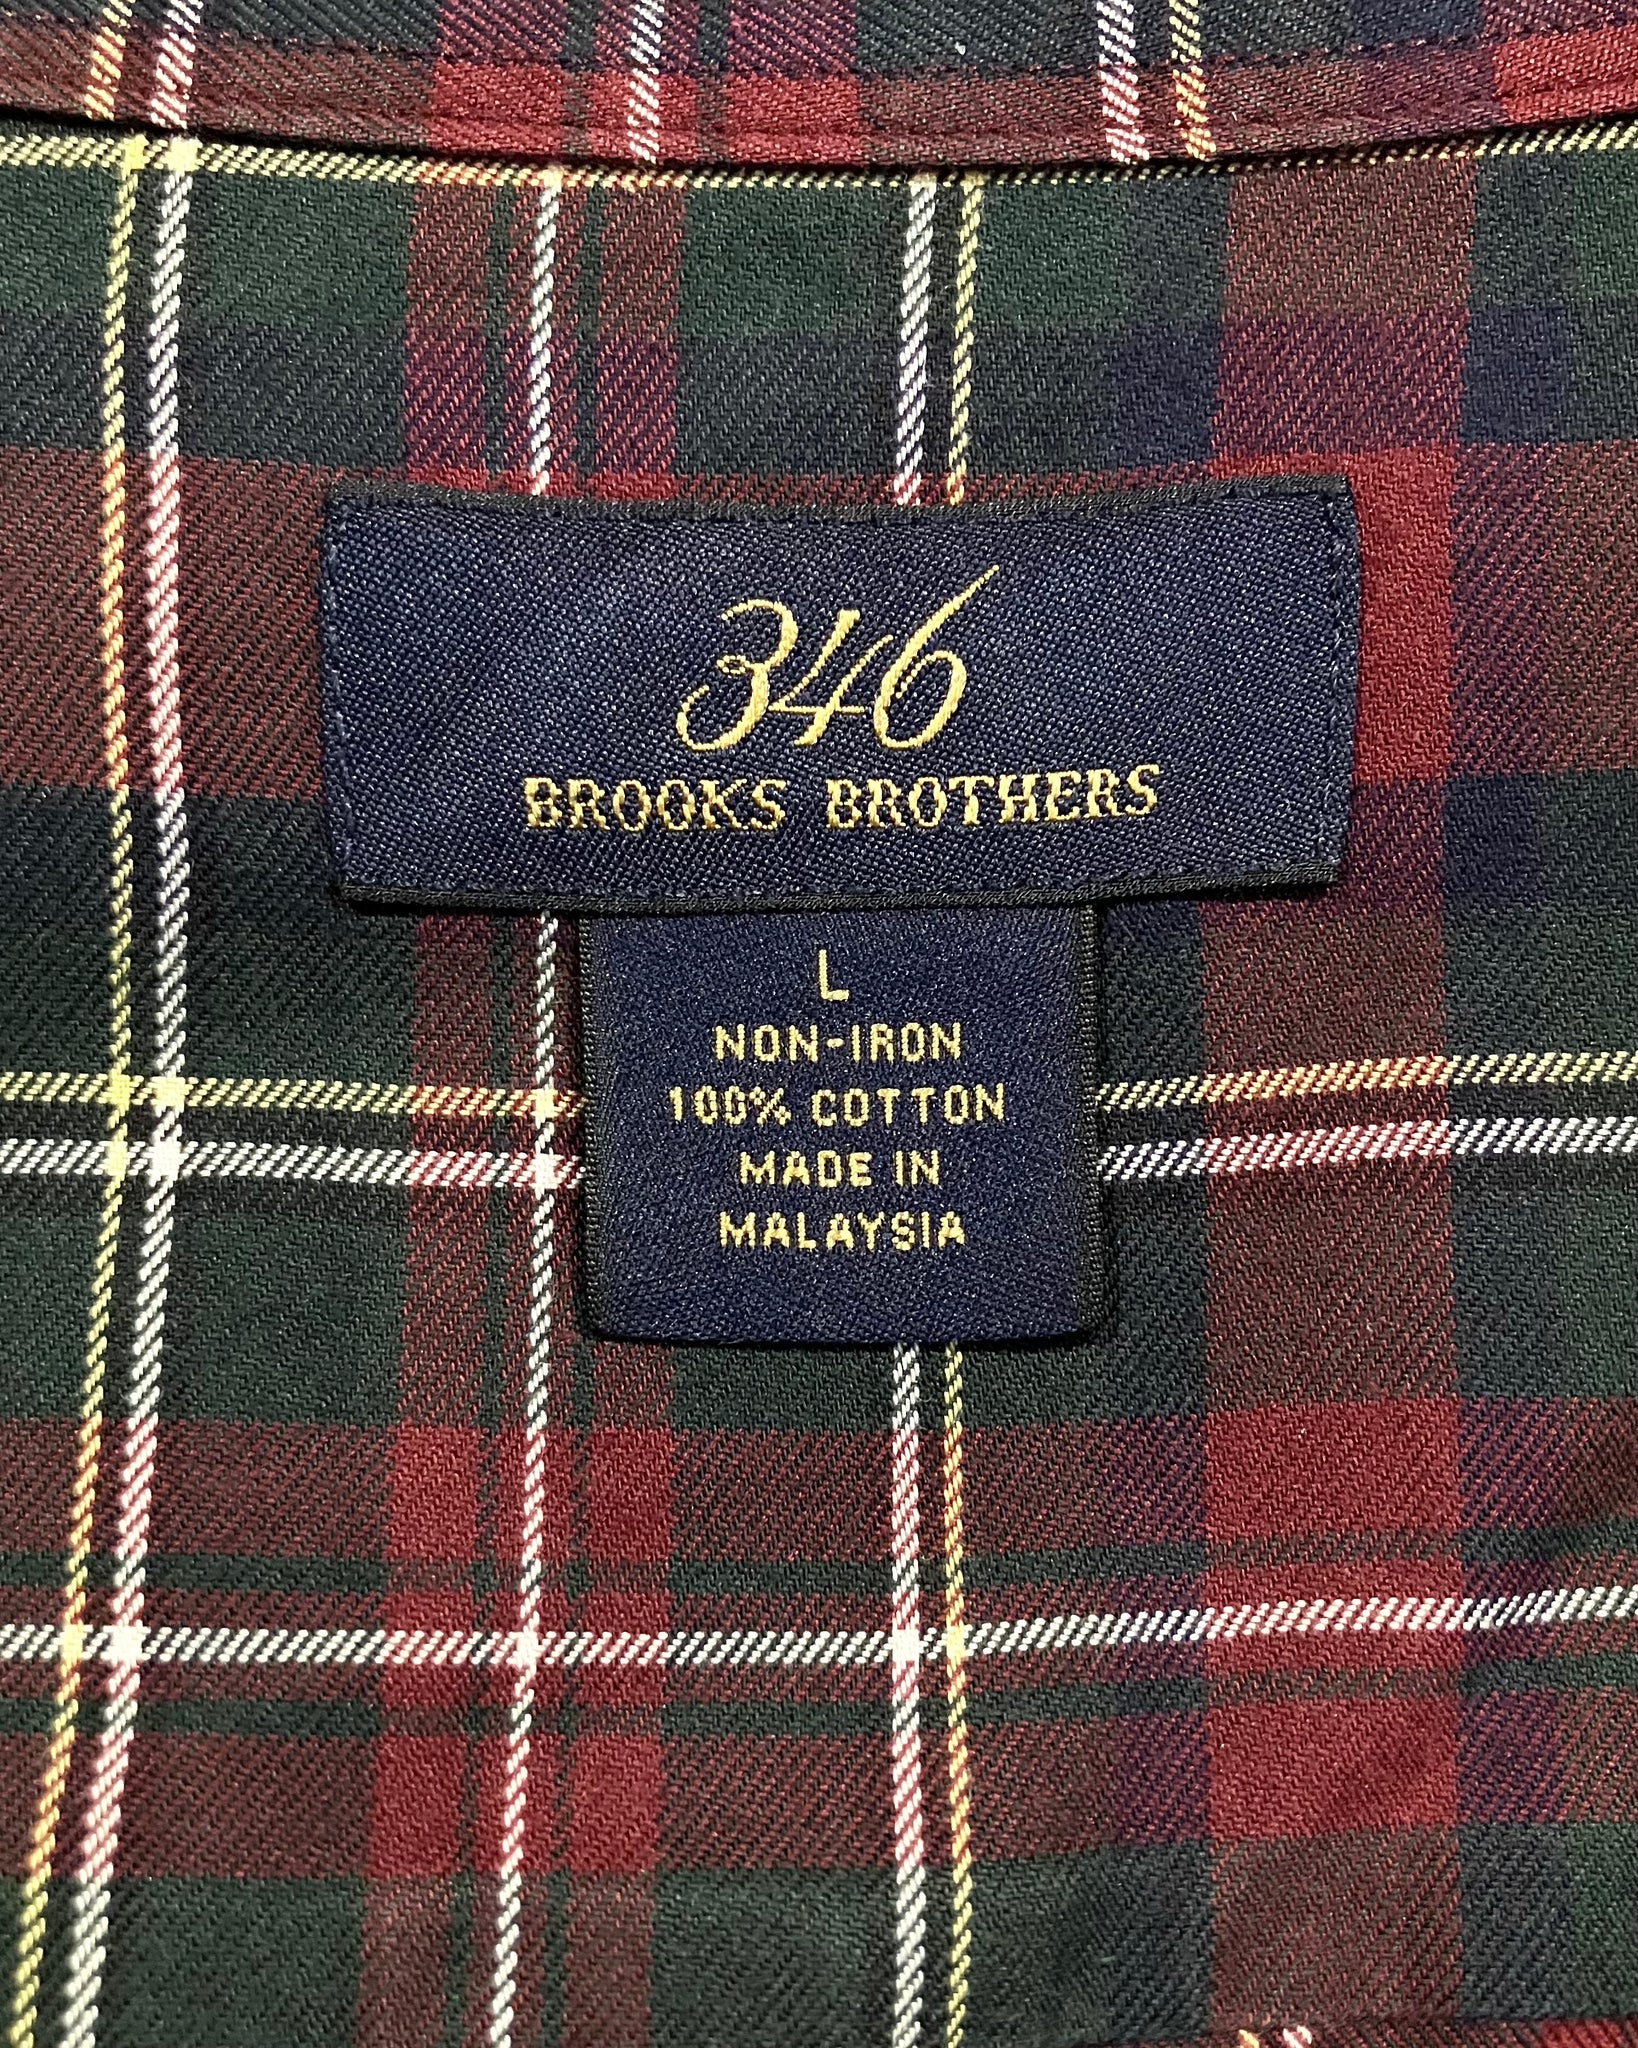 346
BROOKS BROTHERS
L
NON-IRON
100% COTTON
MADE IN
MALAYSIA